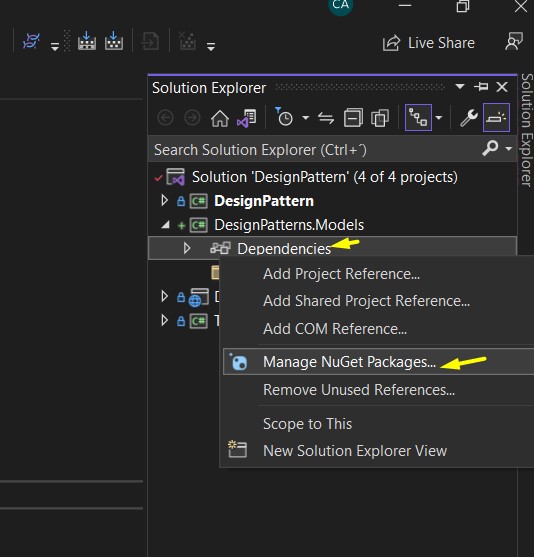 CA
Live Share
Solution Explorer
Search Solution Explorer (Ctrl+´)
Solution 'DesignPattern' (4 of 4 projects)
C# DesignPattern
C# DesignPatterns.Models
Dependencies
Add Project Reference...
Add Shared Project Reference...
Add COM Reference...
Manage NuGet Packages...
Remove Unused References...
Scope to This
New Solution Explorer View
D
C# T
Solution Explorer